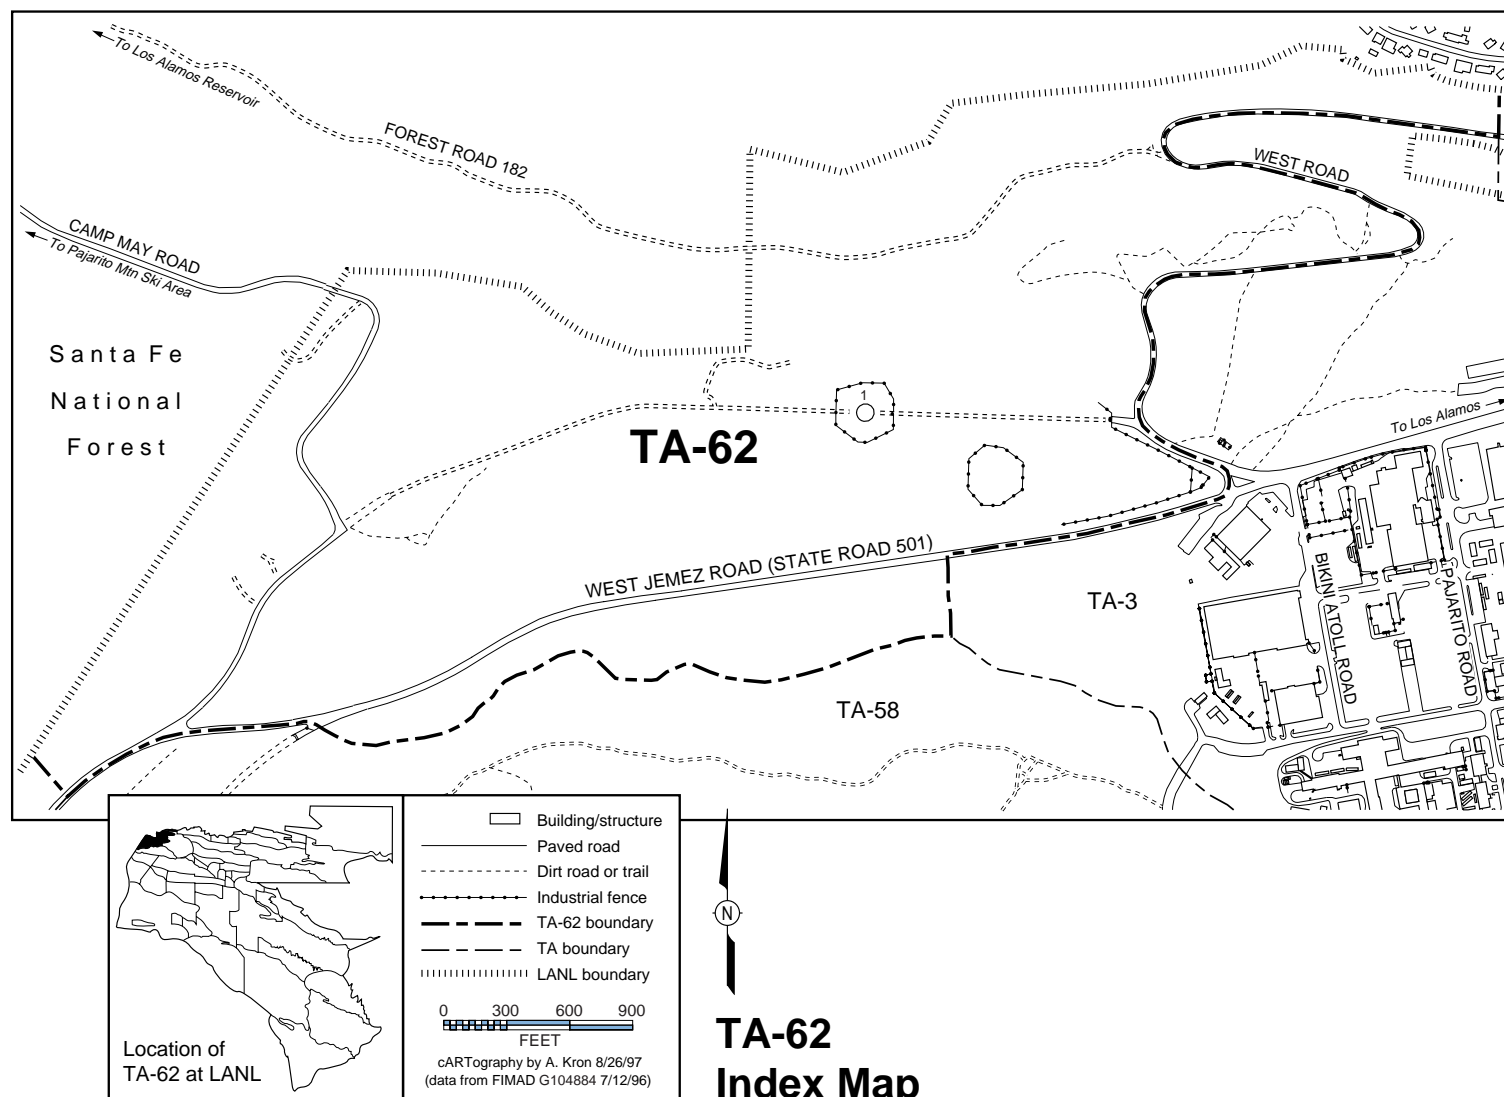 To Los Alamos Reservoir
FOREST ROAD 182
WEST ROAD
CAMP MAY ROAD
To Pajarito Mtn Ski Area
Santa Fe
National
Forest
1
TA-62
To Los Alamos
WEST JEMEZ ROAD (STATE ROAD 501)
TA-3
BIKINI ATOLL ROAD
PAJARITO ROAD
TA-58
Location of
TA-62 at LANL
Building/structure
Paved road
Dirt road or trail
Industrial fence
TA-62 boundary
TA boundary
LANL boundary
0 300 600 900
FEET
cARTography by A. Kron 8/26/97
(data from FIMAD G104884 7/12/96)
N
TA-62
Index Map